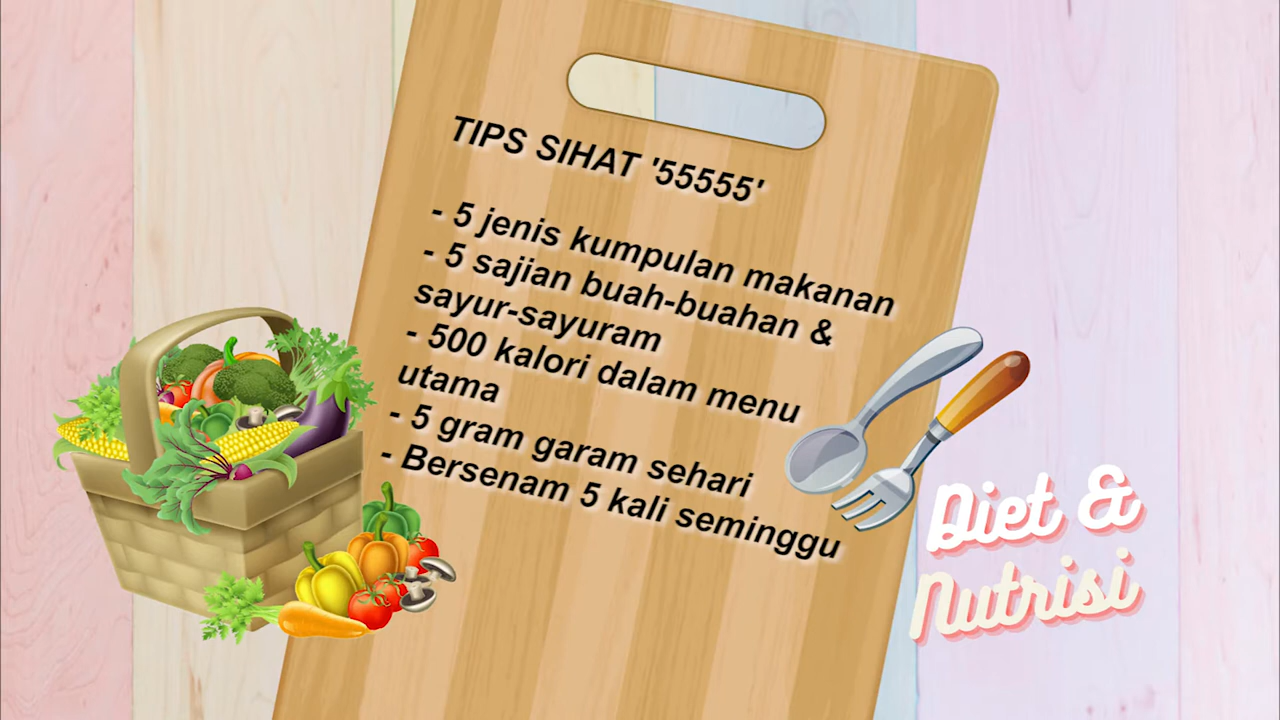 TIPS SIHAT '55555'
- 5 jenis kumpulan makanan
- 5 sajian buah-buahan &
sayur-sayuram
- 500 kalori dalam menu
utama
- 5 gram garam sehari
- Bersenam 5 kali seminggu
Diet &
Nutrisi